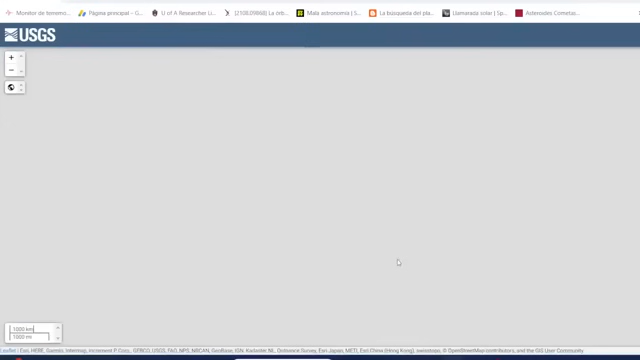 Monitor de terremo... Página principal - G... U of A Researcher Li... [2108.09868] La órb... Mala astronomía | S... La búsqueda del pla... Llamarada solar | Sp... Asteroides Cometas...
USGS
+
−
1000 km
1000 mi
Leaflet | Esri, HERE, Garmin, Intermap, increment P Corp., GEBCO, USGS, FAO, NPS, NRCAN, GeoBase, IGN, Kadaster NL, Ordnance Survey, Esri Japan, METI, Esri China (Hong Kong), swisstopo, © OpenStreetMap contributors, and the GIS User Community